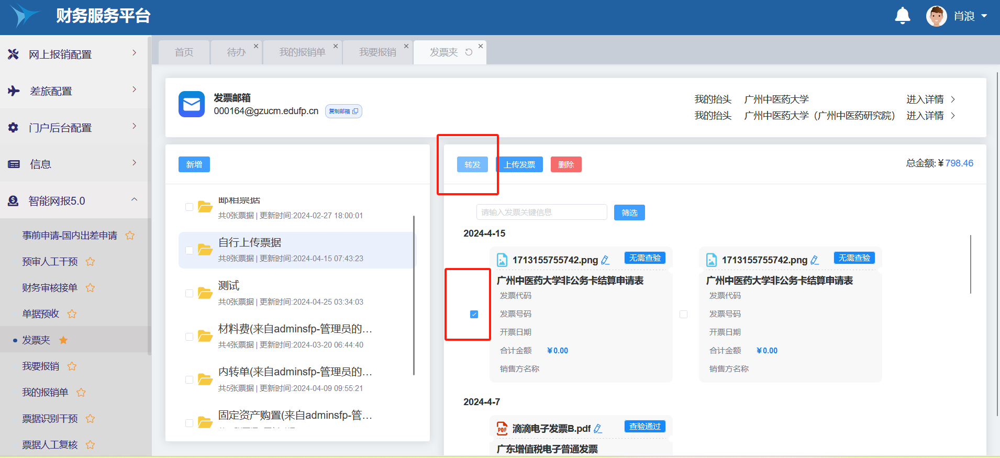 财务服务平台
肖浪
网上报销配置
差旅配置
门户后台配置
信息
智能网报5.0
事前申请-国内出差申请
预审人工干预
财务审核接单
单据预收
发票夹
我要报销
我的报销单
票据识别干预
票据人工复核
首页
待办
我的报销单
我要报销
发票夹
发票邮箱
000164@gzucm.edufp.cn
复制邮箱
我的抬头 广州中医药大学 进入详情
我的抬头 广州中医药大学（广州中医药研究院） 进入详情
新增
邮箱票据
共0张票据 | 更新时间:2024-02-27 18:00:01
自行上传票据
共8张票据 | 更新时间:2024-04-15 07:43:23
测试
共0张票据 | 更新时间:2024-04-25 03:34:03
材料费(来自adminsfp-管理员的…
共4张票据 | 更新时间:2024-03-20 06:44:40
内转单(来自adminsfp-管理员的…
共5张票据 | 更新时间:2024-04-09 09:55:21
固定资产购置(来自adminsfp-管…
转发
上传发票
删除
总金额:¥798.46
请输入发票关键信息
筛选
2024-4-15
1713155755742.png
无需查验
广州中医药大学非公务卡结算申请表
发票代码
发票号码
开票日期
合计金额 ¥0.00
销售方名称
1713155755742.png
无需查验
广州中医药大学非公务卡结算申请表
发票代码
发票号码
开票日期
合计金额 ¥0.00
销售方名称
2024-4-7
PDF
滴滴电子发票B.pdf
查验通过
广东增值税电子普通发票